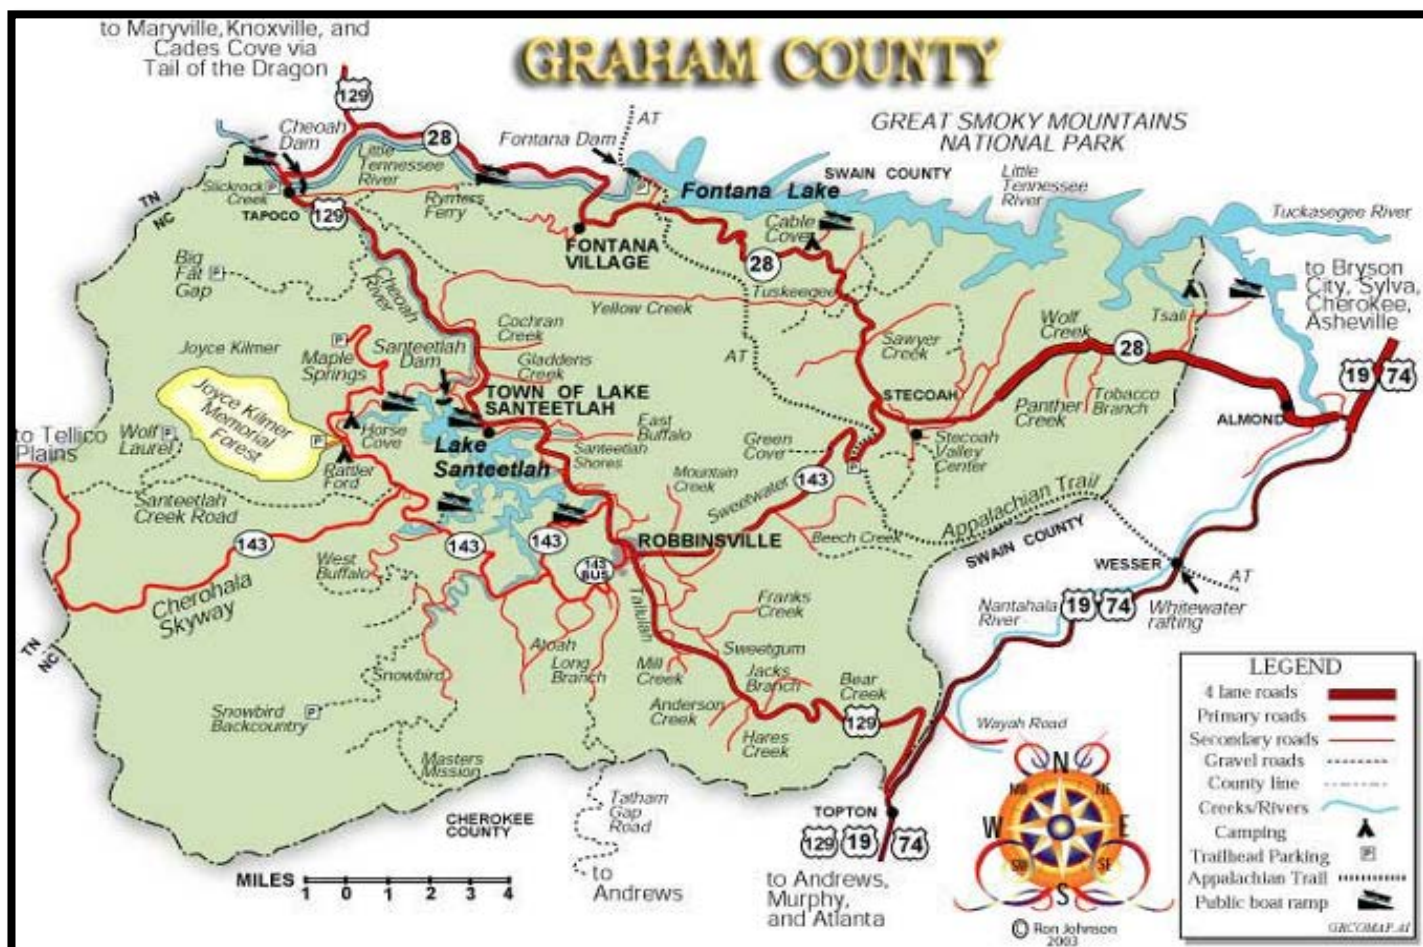 to Maryville, Knoxville, and
Cades Cove via
Tail of the Dragon
GRAHAM COUNTY
129
28
Cheoah
Dam
Fontana Dam
AT
GREAT SMOKY MOUNTAINS
NATIONAL PARK
Little
Tennessee
River
Slickrock
Creek
P
TN
NC
TAPOCO
129
Rymers
Ferry
P
Fontana Lake
SWAIN COUNTY
Little
Tennessee
River
Tuckasegee River
Cable
Cove
FONTANA
VILLAGE
28
Big
Fat
Gap
P
Cheoah
River
Tuskeegee
Yellow Creek
to Bryson
City, Sylva,
Cherokee,
Asheville
Tsali
Wolf
Creek
28
Cochran
Creek
Sawyer
Creek
AT
Joyce Kilmer
P
Maple
Springs
Santeetlah
Dam
Gladdens
Creek
19
74
Joyce Kilmer
Memorial
Forest
TOWN OF LAKE
SANTEETLAH
STECOAH
Tobacco
Branch
Panther
Creek
ALMOND
to Tellico
Plains
Wolf
Laurel
P
P
Horse
Cove
Lake
Santeetlah
East
Buffalo
Santeetlah
Shores
Green
Cove
Stecoah
Valley
Center
P
Rattler
Ford
Mountain
Creek
Sweetwater
143
Santeetlah
Creek Road
Appalachian Trail
143
143
143
ROBBINSVILLE
Beech Creek
SWAIN COUNTY
West
Buffalo
143
BUS
WESSER
AT
Cherohala
Skyway
Tallulah
Franks
Creek
Nantahala
River
19
74
Whitewater
rafting
TN
NC
Atoah
Long
Branch
Sweetgum
Mill
Creek
Jacks
Branch
Snowbird
Bear
Creek
Anderson
Creek
Snowbird
Backcountry
P
129
Wayah Road
Hares
Creek
Masters
Mission
Tatham
Gap
Road
TOPTON
CHEROKEE
COUNTY
129
19
74
to
Andrews
to Andrews,
Murphy,
and Atlanta
MILES
1 0 1 2 3 4
N
NE
E
SE
S
SW
W
© Ron Johnson
2003
LEGEND
4 lane roads
Primary roads
Secondary roads
Gravel roads
County line
Creeks/Rivers
Camping
Trailhead Parking
P
Appalachian Trail
Public boat ramp
GRCOMAP.AI